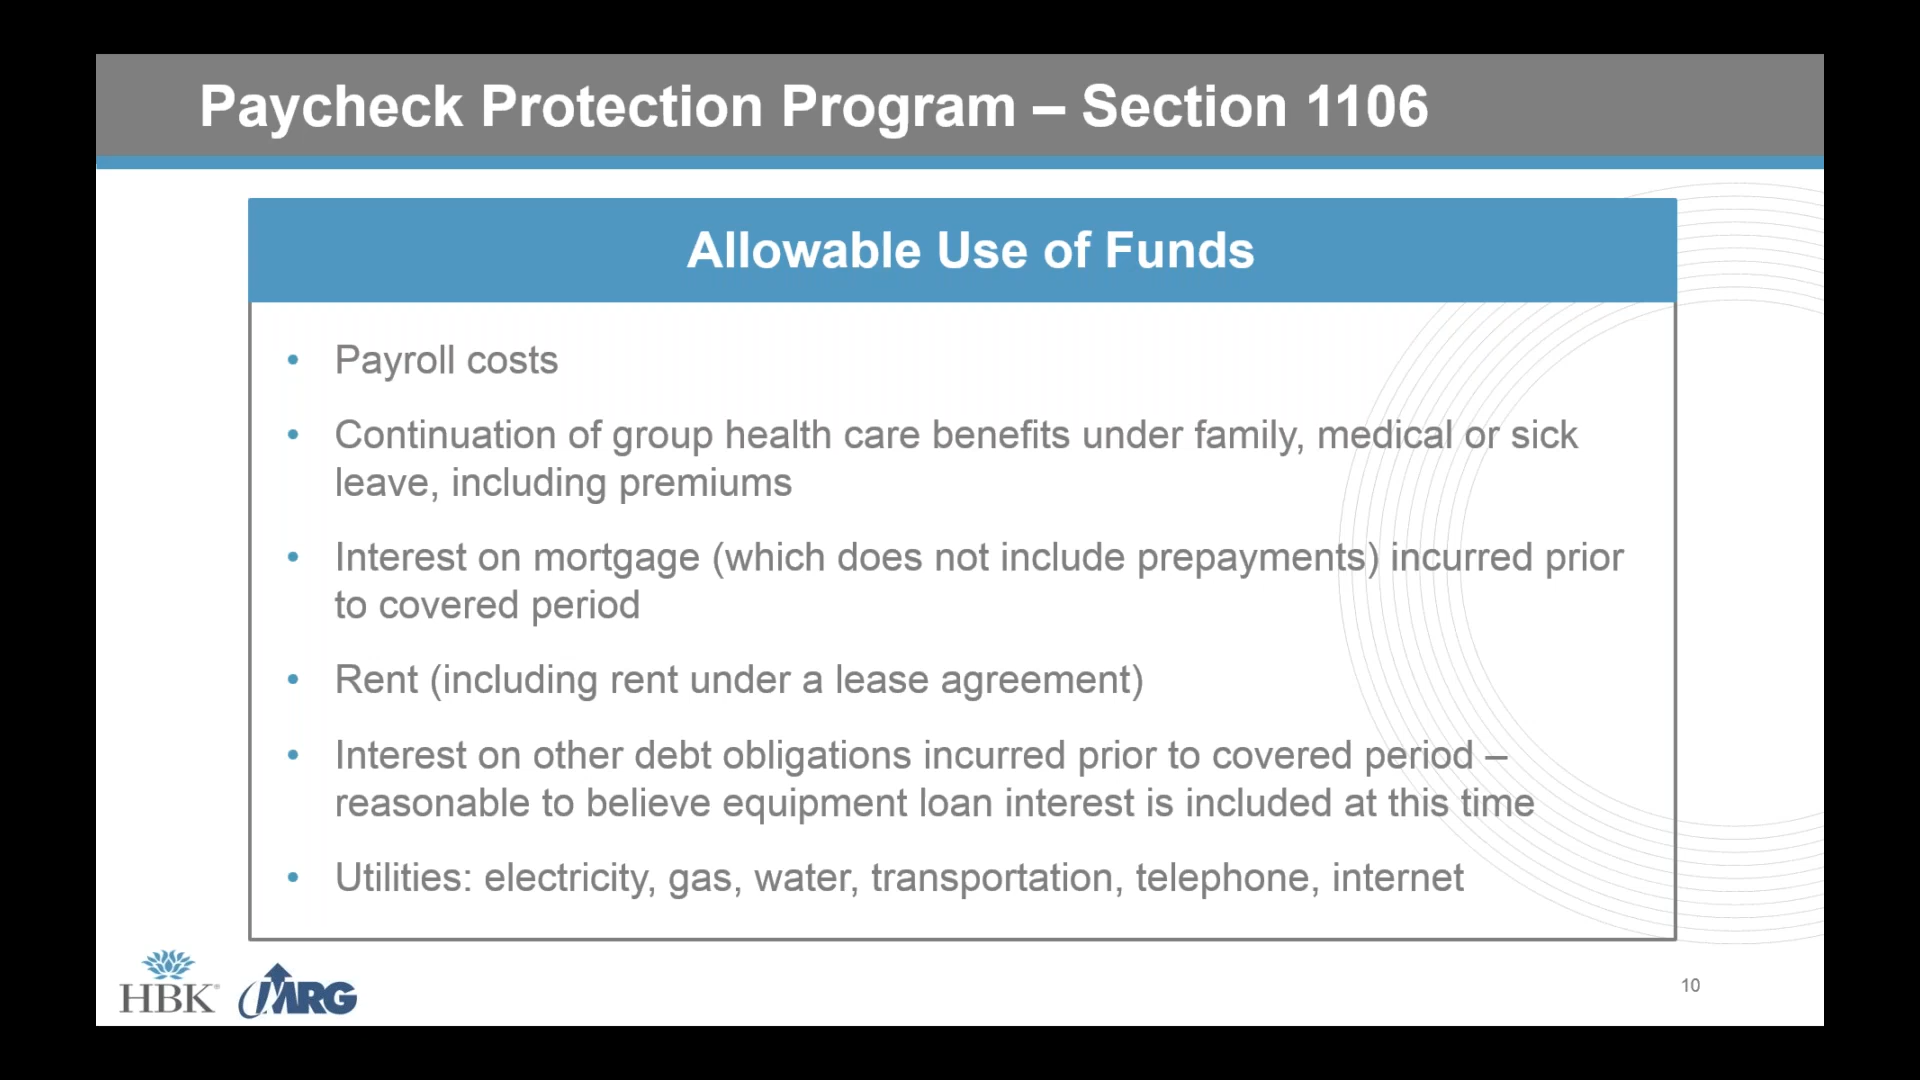 Paycheck Protection Program – Section 1106
Allowable Use of Funds
• Payroll costs
• Continuation of group health care benefits under family, medical or sick
leave, including premiums
• Interest on mortgage (which does not include prepayments) incurred prior
to covered period
• Rent (including rent under a lease agreement)
• Interest on other debt obligations incurred prior to covered period –
reasonable to believe equipment loan interest is included at this time
• Utilities: electricity, gas, water, transportation, telephone, internet
HBK® MRG
10